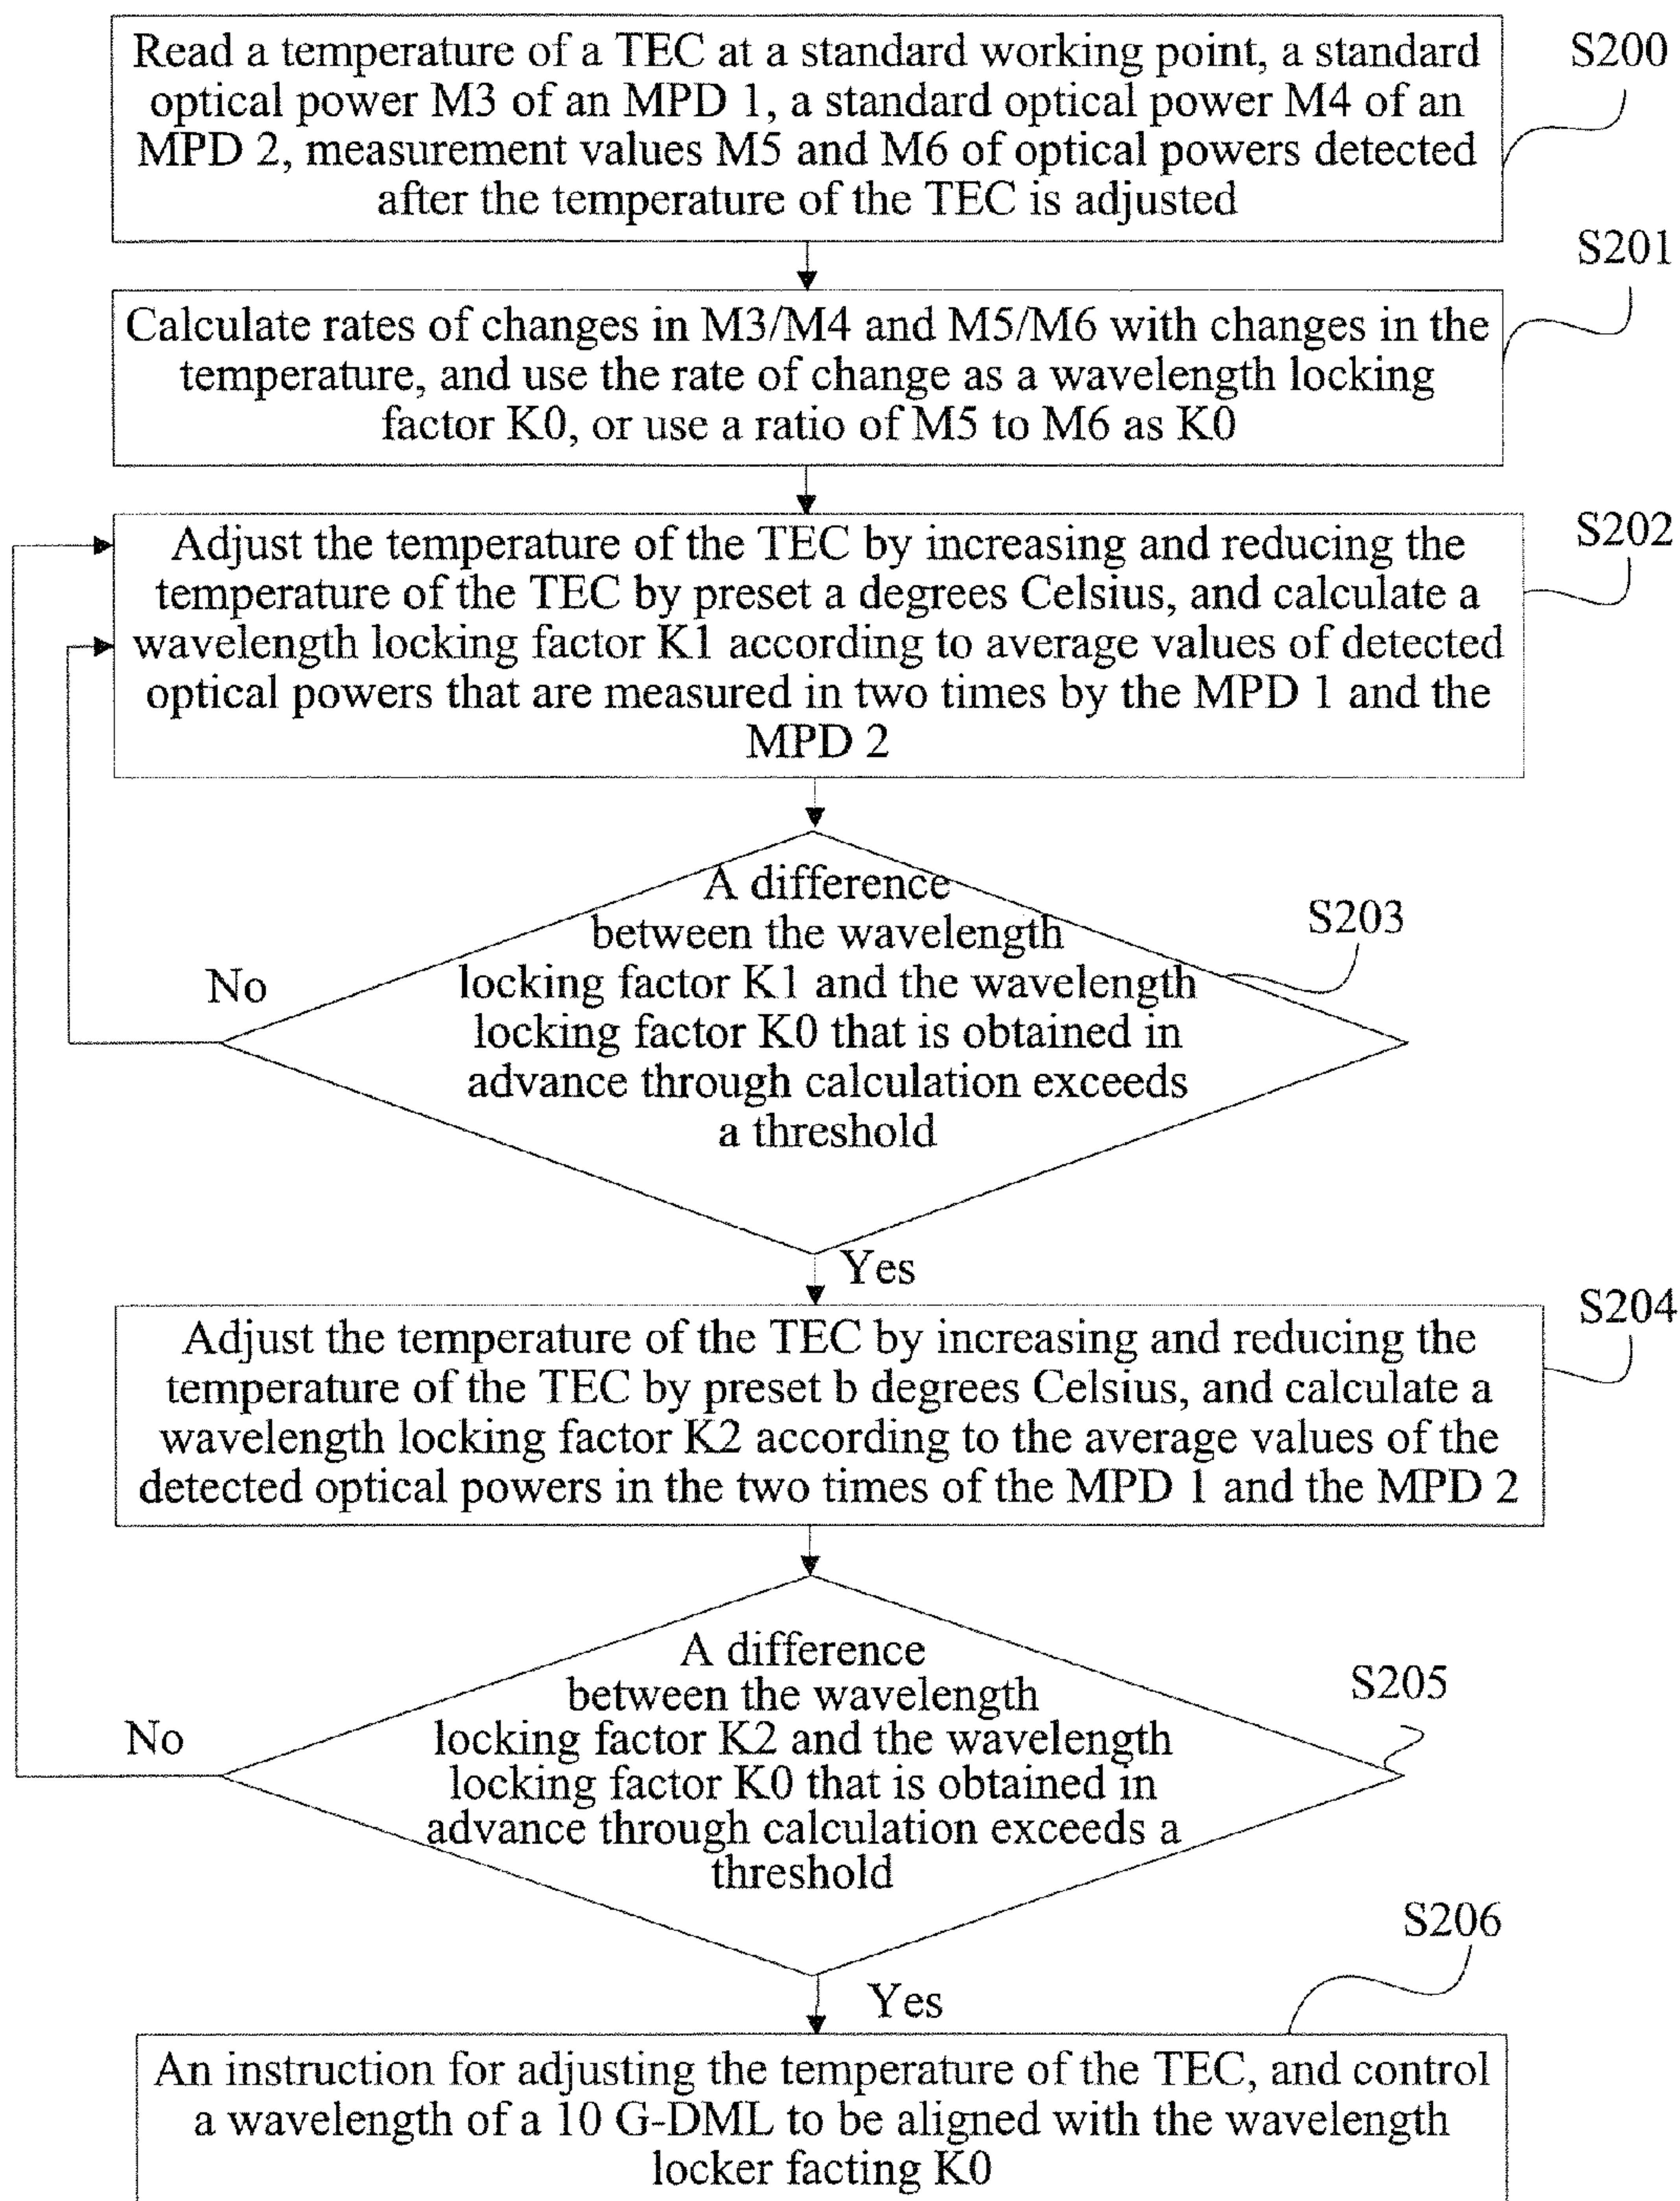 Read a temperature of a TEC at a standard working point, a standard
optical power M3 of an MPD 1, a standard optical power M4 of an
MPD 2, measurement values M5 and M6 of optical powers detected
after the temperature of the TEC is adjusted
S200
Calculate rates of changes in M3/M4 and M5/M6 with changes in the
temperature, and use the rate of change as a wavelength locking
factor K0, or use a ratio of M5 to M6 as K0
S201
Adjust the temperature of the TEC by increasing and reducing the
temperature of the TEC by preset a degrees Celsius, and calculate a
wavelength locking factor K1 according to average values of detected
optical powers that are measured in two times by the MPD 1 and the
MPD 2
S202
A difference
between the wavelength
locking factor K1 and the wavelength
locking factor K0 that is obtained in
advance through calculation exceeds
a threshold
S203
No
Yes
Adjust the temperature of the TEC by increasing and reducing the
temperature of the TEC by preset b degrees Celsius, and calculate a
wavelength locking factor K2 according to the average values of the
detected optical powers in the two times of the MPD 1 and the MPD 2
S204
A difference
between the wavelength
locking factor K2 and the wavelength
locking factor K0 that is obtained in
advance through calculation exceeds a
threshold
S205
No
Yes
S206
An instruction for adjusting the temperature of the TEC, and control
a wavelength of a 10 G-DML to be aligned with the wavelength
locker facting K0